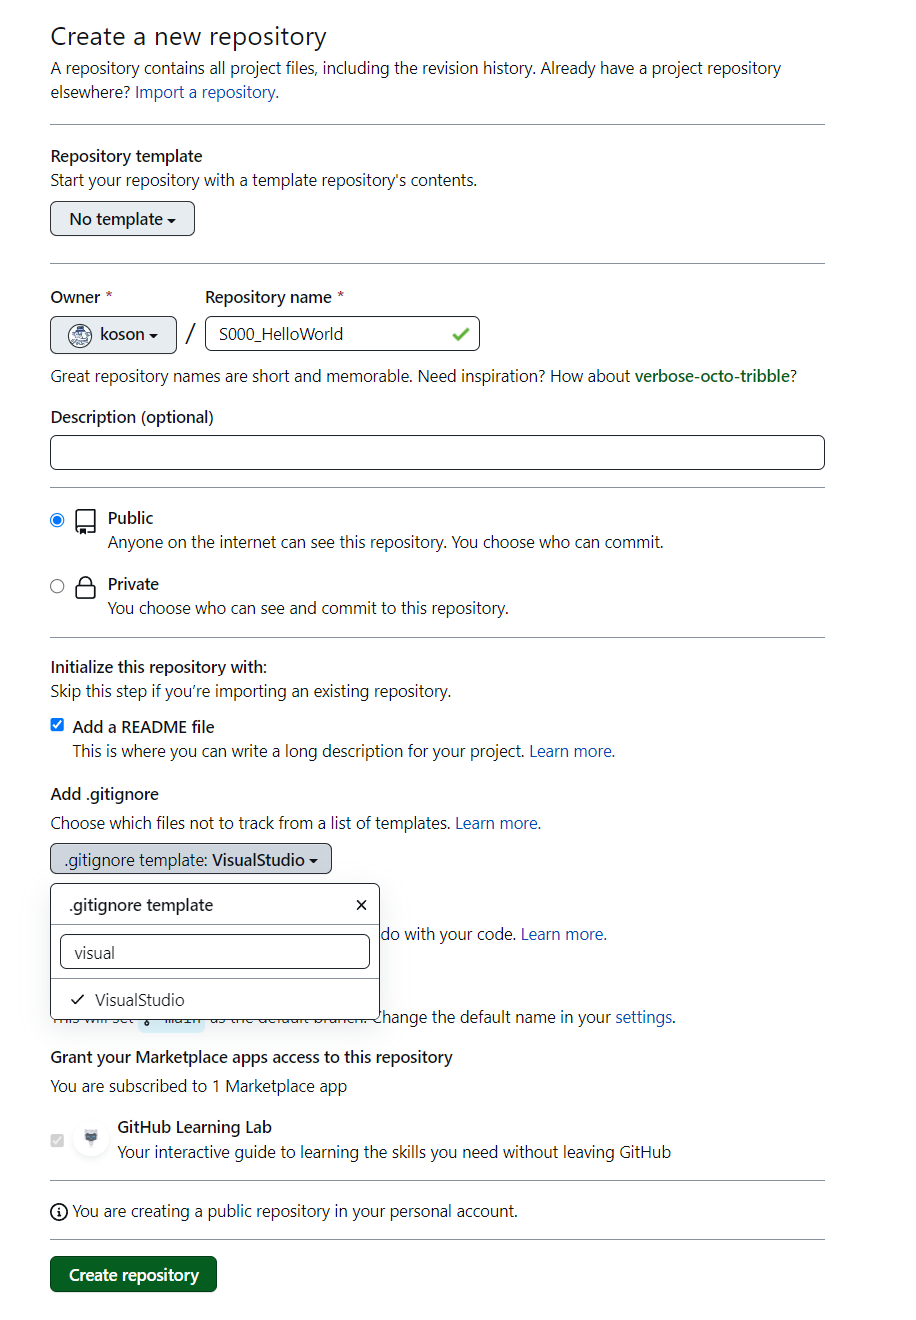 Create a new repository
A repository contains all project files, including the revision history. Already have a project repository
elsewhere? Import a repository.
Repository template
Start your repository with a template repository's contents.
No template
Owner * Repository name *
koson / S000_HelloWorld
Great repository names are short and memorable. Need inspiration? How about verbose-octo-tribble?
Description (optional)
Public
Anyone on the internet can see this repository. You choose who can commit.
Private
You choose who can see and commit to this repository.
Initialize this repository with:
Skip this step if you're importing an existing repository.
Add a README file
This is where you can write a long description for your project. Learn more.
Add .gitignore
Choose which files not to track from a list of templates. Learn more.
.gitignore template: VisualStudio
.gitignore template
do with your code. Learn more.
visual
VisualStudio
This will set main as the default branch. Change the default name in your settings.
Grant your Marketplace apps access to this repository
You are subscribed to 1 Marketplace app
GitHub Learning Lab
Your interactive guide to learning the skills you need without leaving GitHub
You are creating a public repository in your personal account.
Create repository